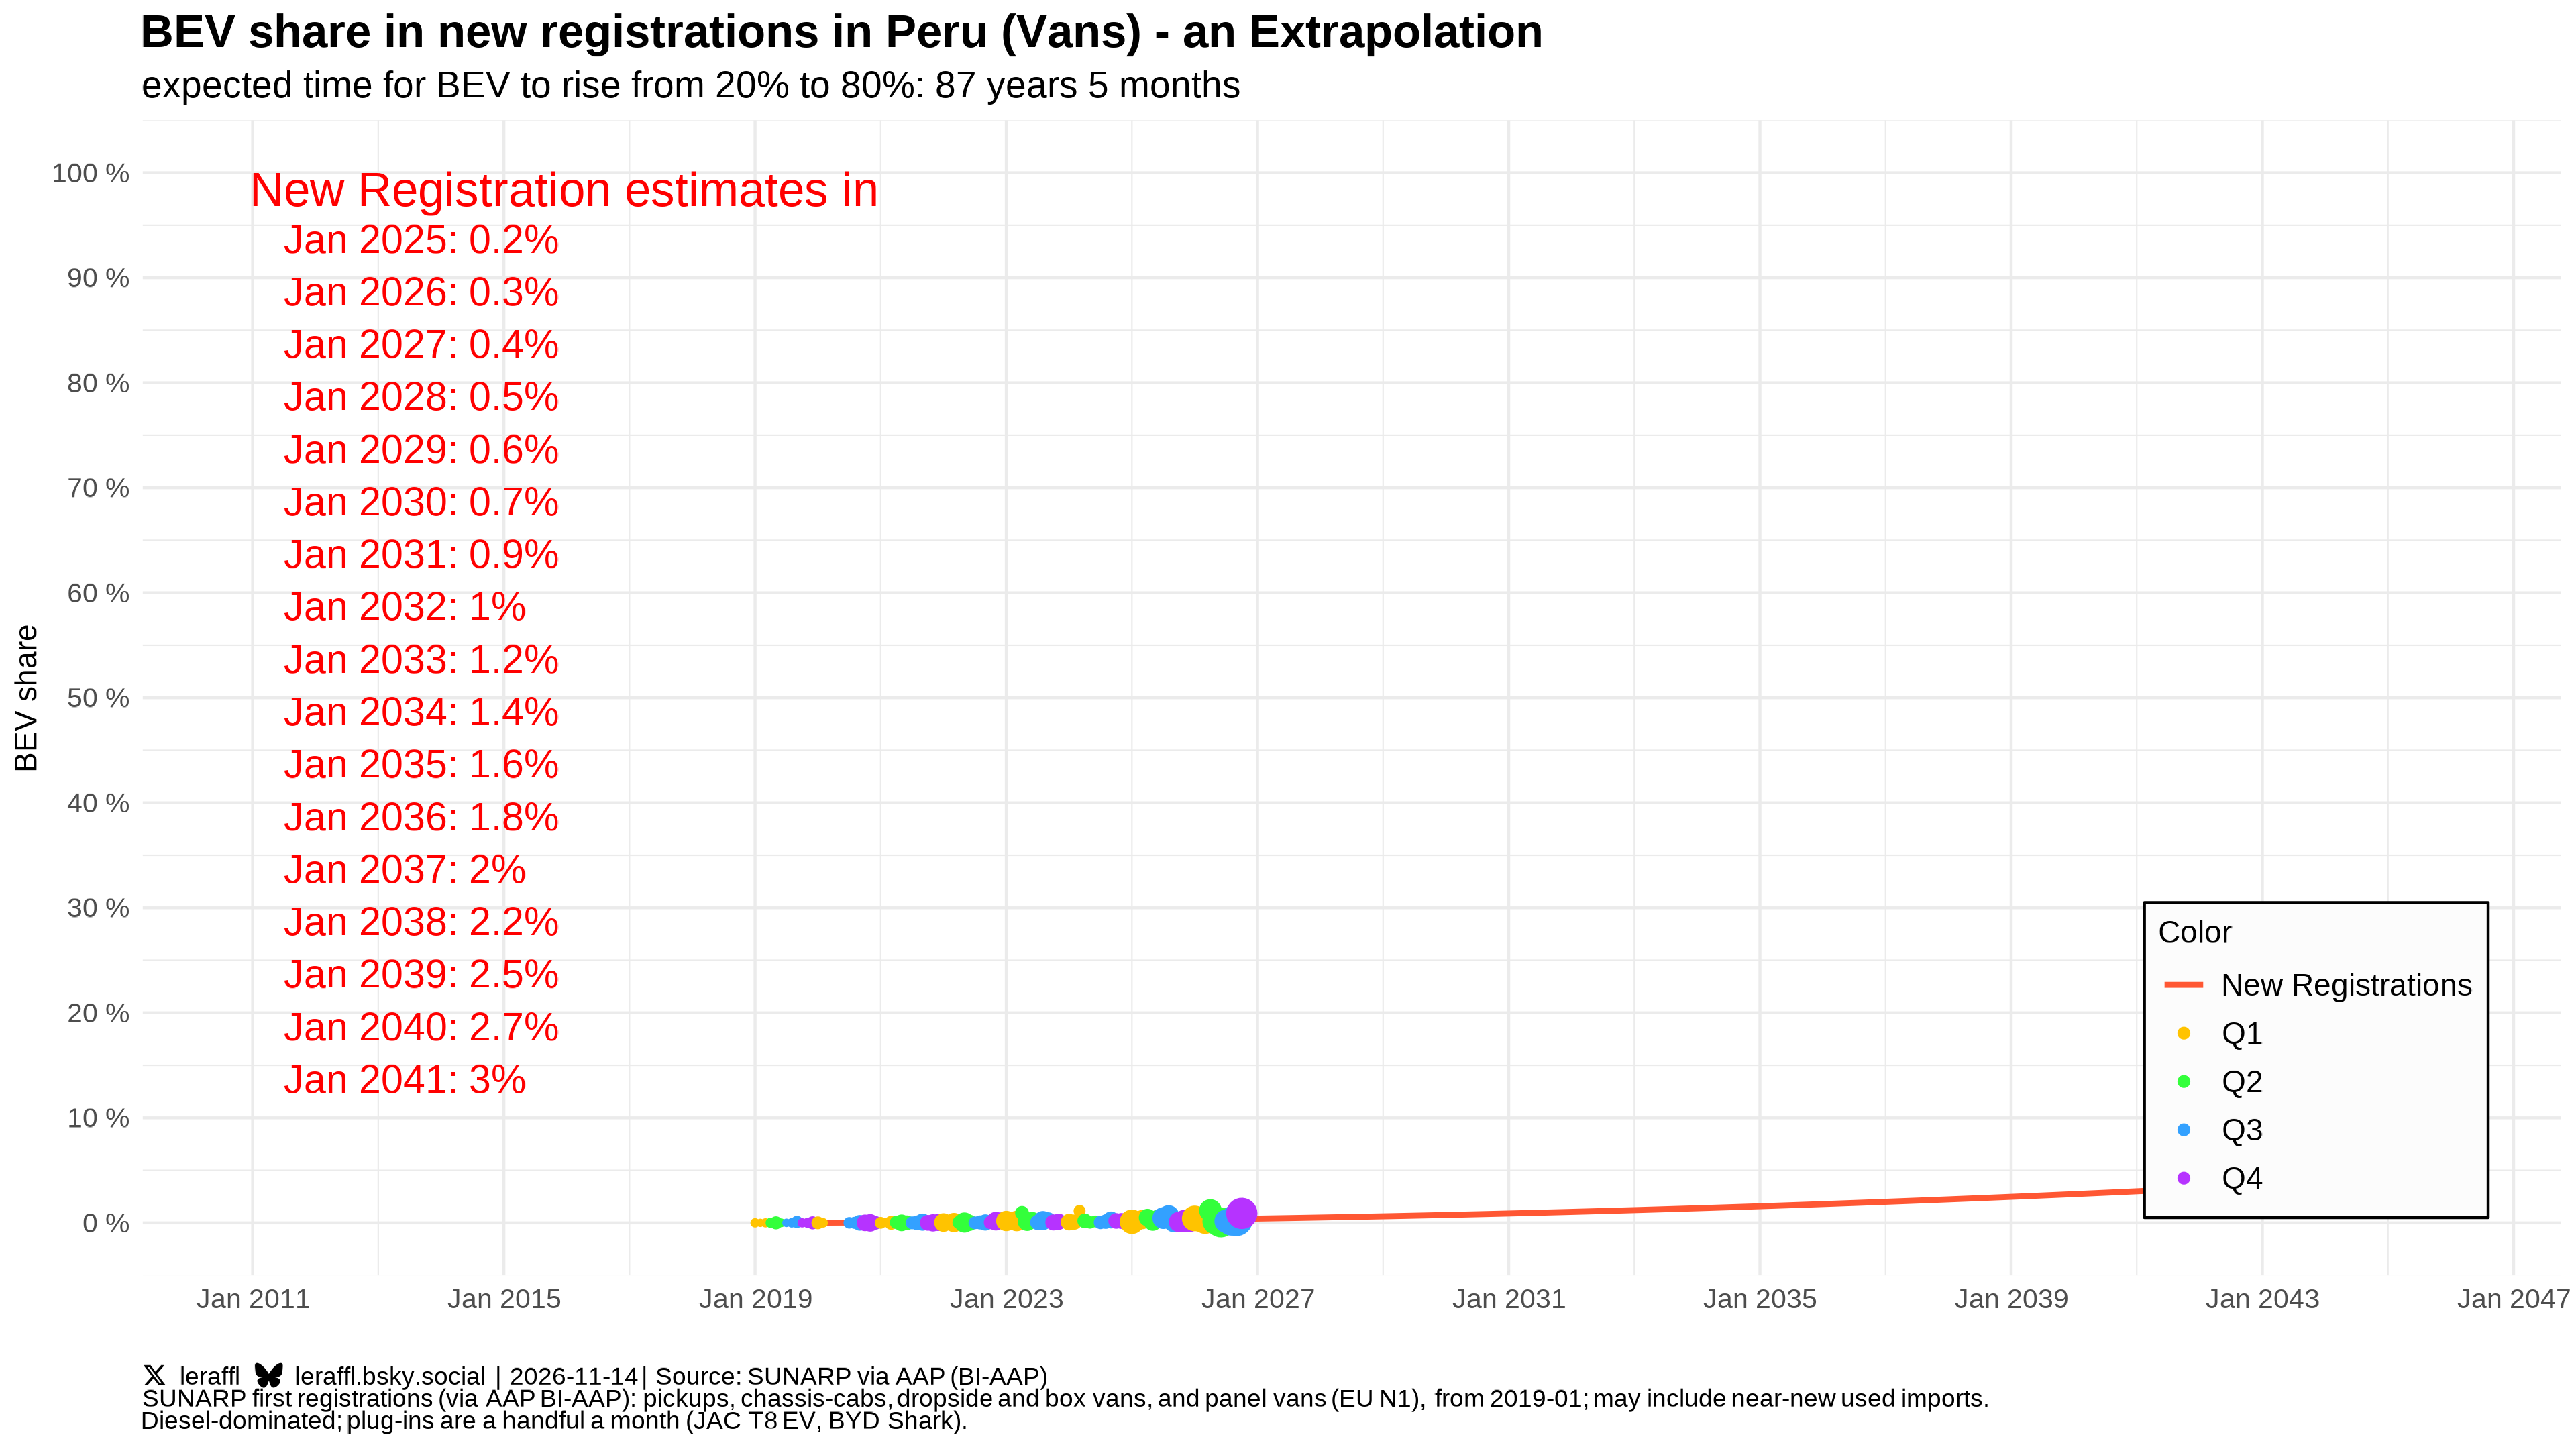 BEV share in new registrations in Peru (Vans) - an Extrapolation
expected time for BEV to rise from 20% to 80%: 87 years 5 months
BEV share
100 %
90 %
80 %
70 %
60 %
50 %
40 %
30 %
20 %
10 %
0 %
New Registration estimates in
Jan 2025: 0.2%
Jan 2026: 0.3%
Jan 2027: 0.4%
Jan 2028: 0.5%
Jan 2029: 0.6%
Jan 2030: 0.7%
Jan 2031: 0.9%
Jan 2032: 1%
Jan 2033: 1.2%
Jan 2034: 1.4%
Jan 2035: 1.6%
Jan 2036: 1.8%
Jan 2037: 2%
Jan 2038: 2.2%
Jan 2039: 2.5%
Jan 2040: 2.7%
Jan 2041: 3%
Color
New Registrations
Q1
Q2
Q3
Q4
Jan 2011 Jan 2015 Jan 2019 Jan 2023 Jan 2027 Jan 2031 Jan 2035 Jan 2039 Jan 2043 Jan 2047
leraffl leraffl.bsky.social | 2026-11-14 | Source: SUNARP via AAP (BI-AAP)
SUNARP first registrations (via AAP BI-AAP): pickups, chassis-cabs, dropside and box vans, and panel vans (EU N1), from 2019-01; may include near-new used imports.
Diesel-dominated; plug-ins are a handful a month (JAC T8 EV, BYD Shark).